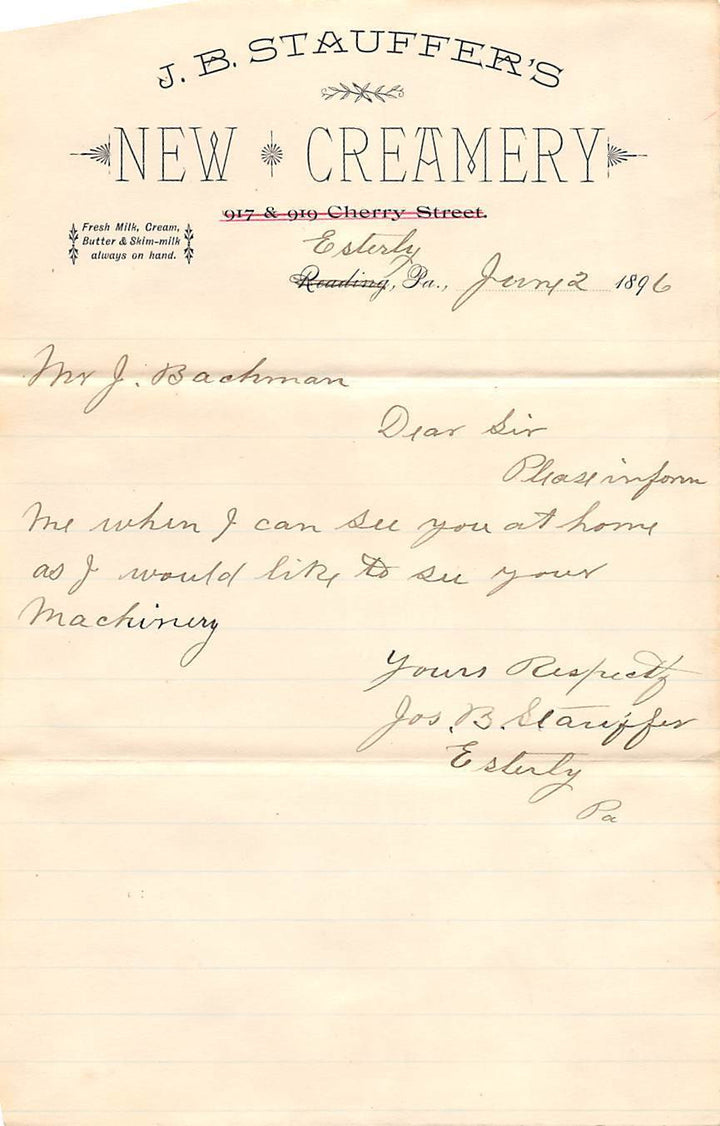 J. B. STAUFFER'S
NEW CREAMERY
917 & 919 Cherry Street.
Fresh Milk, Cream,
Butter & Skim-milk
always on hand.
Esterly
Reading, Pa., June 2 1896
Mr J. Bachman
Dear Sir
Please inform
me when I can see you at home
as I would like to see your
Machinery
Yours Respectf
Jos. B. Stauffer
Esterly
Pa